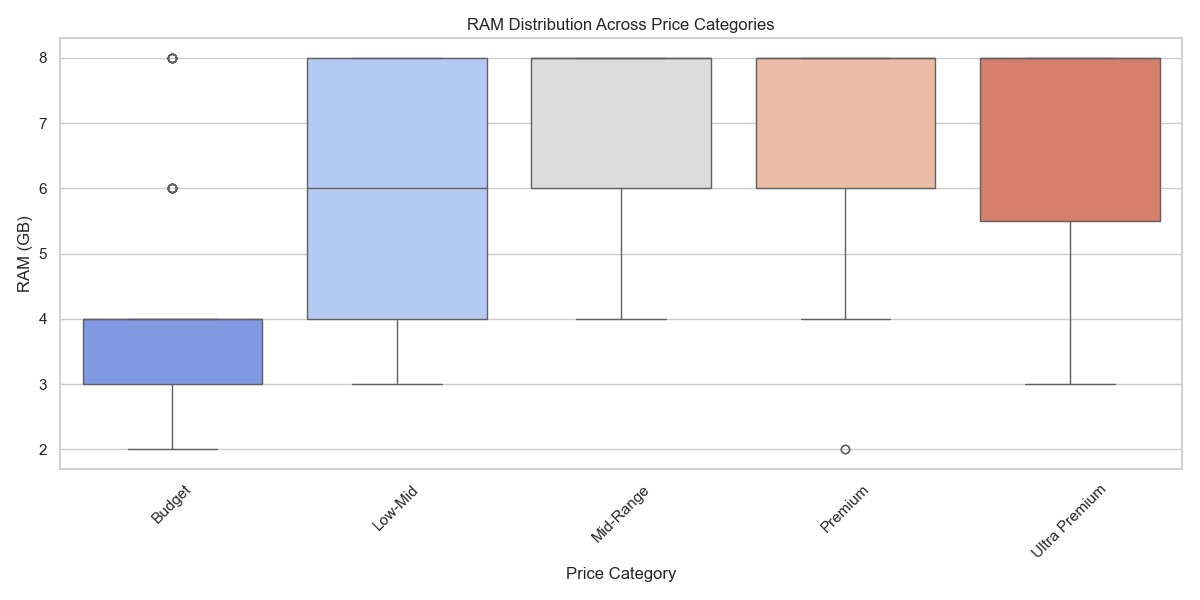 RAM Distribution Across Price Categories
RAM (GB)
8
7
6
5
4
3
2
Budget
Low-Mid
Mid-Range
Premium
Ultra Premium
Price Category